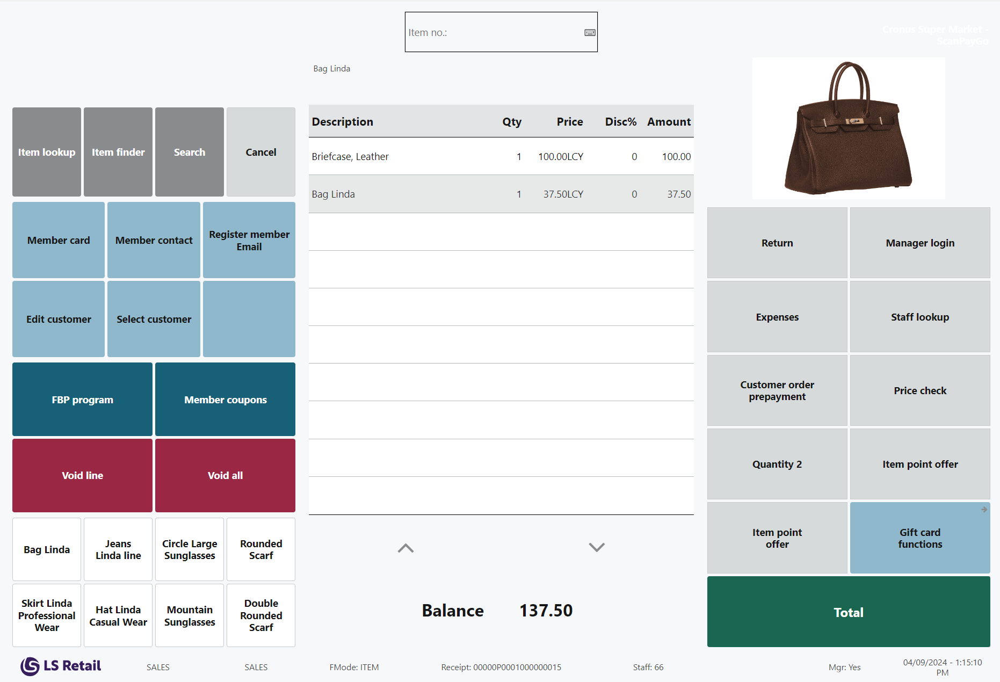 Item no.:
Cronus Super Market -
ScanPayGo
Bag Linda
Item lookup
Item finder
Search
Cancel
Member card
Member contact
Register member
Email
Edit customer
Select customer
FBP program
Member coupons
Void line
Void all
Bag Linda
Jeans
Linda line
Circle Large
Sunglasses
Rounded
Scarf
Skirt Linda
Professional
Wear
Hat Linda
Casual Wear
Mountain
Sunglasses
Double
Rounded
Scarf
Description Qty Price Disc% Amount
Briefcase, Leather 1 100.00LCY 0 100.00
Bag Linda 1 37.50LCY 0 37.50
Balance 137.50
Return
Manager login
Expenses
Staff lookup
Customer order
prepayment
Price check
Quantity 2
Item point offer
Item point
offer
Gift card
functions
Total
LS Retail
SALES
SALES
FMode: ITEM
Receipt: 00000P0001000000015
Staff: 66
Mgr: Yes
04/09/2024 - 1:15:10
PM